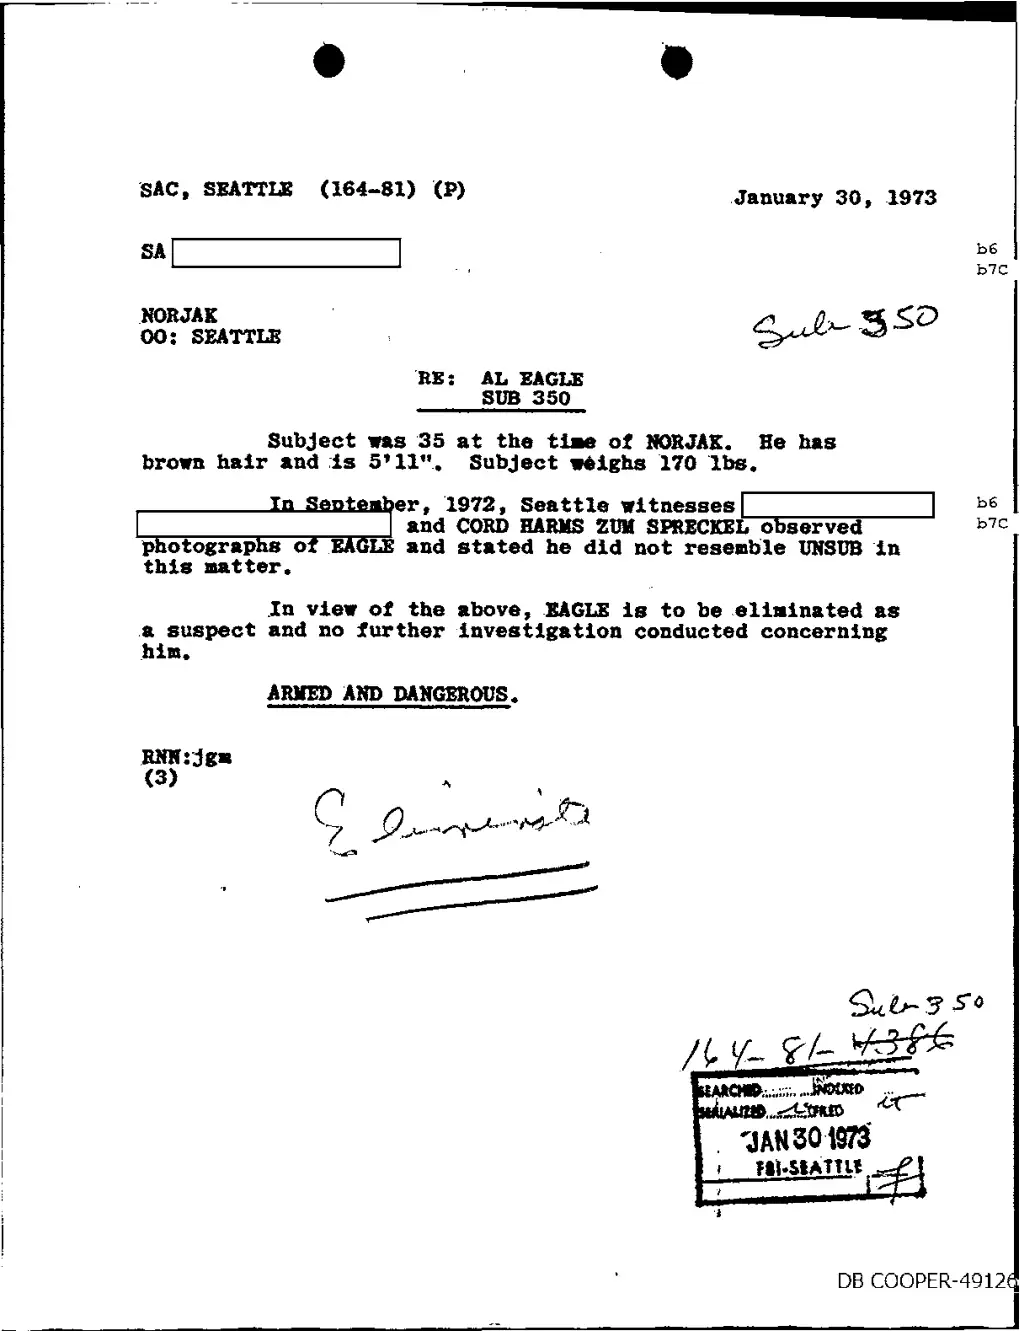 SAC, SEATTLE (164-81) (P)
January 30, 1973
SA
b6
b7C
NORJAK
OO: SEATTLE
Sub 350
RE: AL EAGLE
SUB 350
Subject was 35 at the time of NORJAK. He has
brown hair and is 5'11". Subject weighs 170 lbs.
In September, 1972, Seattle witnesses
b6
and CORD HARMS ZUM SPRECKEL observed
b7C
photographs of EAGLE and stated he did not resemble UNSUB in
this matter.
In view of the above, EAGLE is to be eliminated as
a suspect and no further investigation conducted concerning
him.
ARMED AND DANGEROUS.
RNN:jgm
(3)
Eliminate
Sub 350
164-81-4386
SEARCHED INDEXED
SERIALIZED FILED
JAN 30 1973
FBI-SEATTLE
DB COOPER-49126